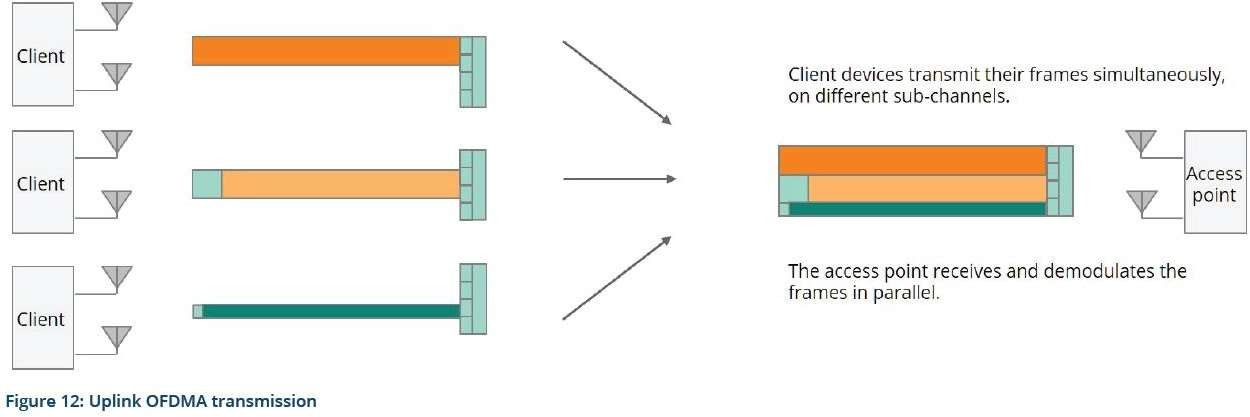 Client
Client
Client
Client devices transmit their frames simultaneously,
on different sub-channels.
Access
point
The access point receives and demodulates the
frames in parallel.
Figure 12: Uplink OFDMA transmission